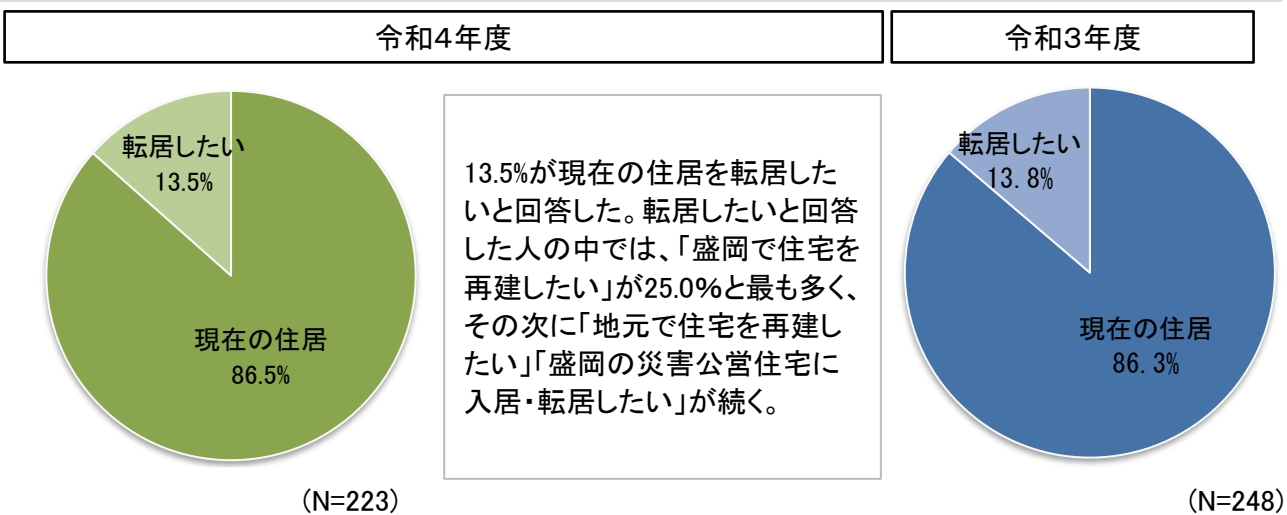 令和4年度
令和3年度
転居したい
13.5%
現在の住居
86.5%
(N=223)
13.5%が現在の住居を転居した
いと回答した。転居したいと回答
した人の中では、「盛岡で住宅を
再建したい」が25.0%と最も多く、
その次に「地元で住宅を再建し
たい」「盛岡の災害公営住宅に
入居・転居したい」が続く。
転居したい
13.8%
現在の住居
86.3%
(N=248)